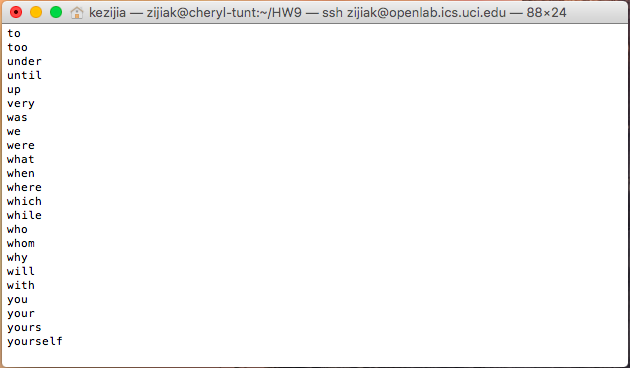 kezijia — zijiak@cheryl-tunt:~/HW9 — ssh zijiak@openlab.ics.uci.edu — 88×24
to
too
under
until
up
very
was
we
were
what
when
where
which
while
who
whom
why
will
with
you
your
yours
yourself